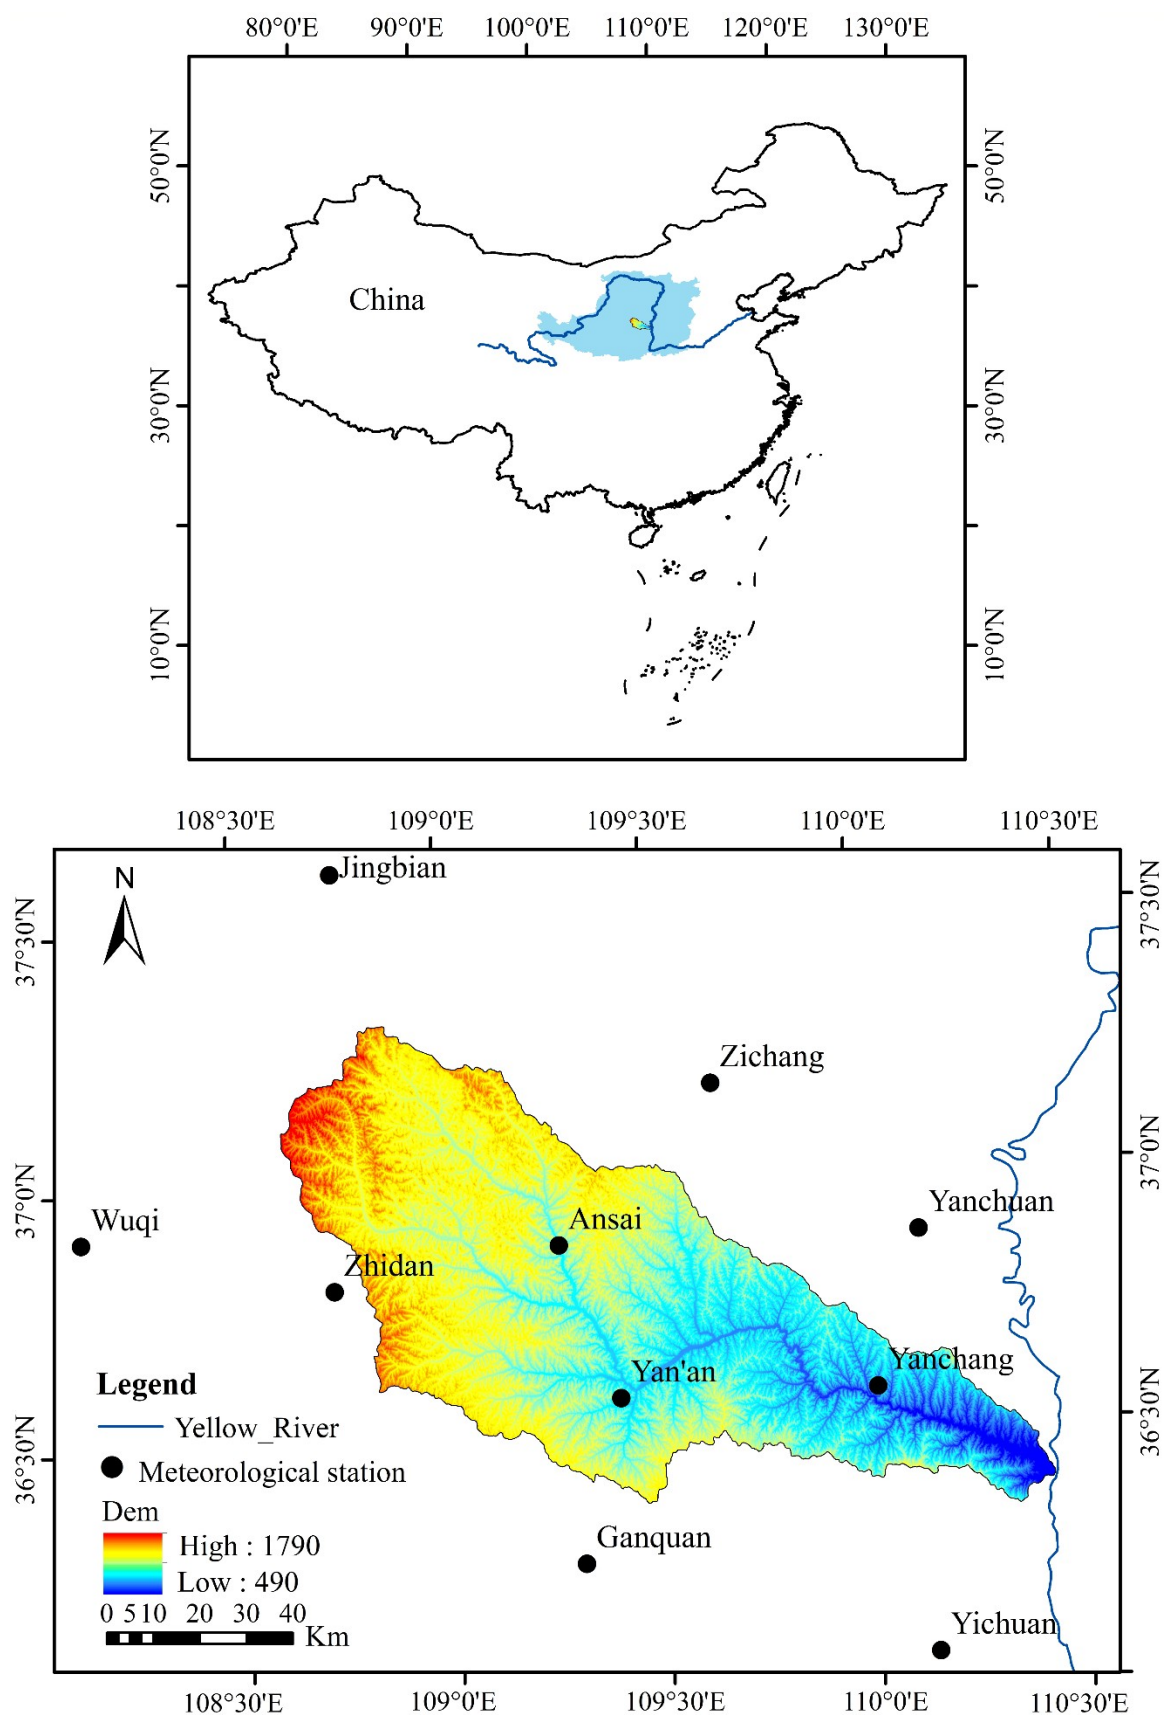 80°0'E 90°0'E 100°0'E 110°0'E 120°0'E 130°0'E
50°0'N
50°0'N
China
30°0'N
30°0'N
10°0'N
10°0'N
108°30'E 109°0'E 109°30'E 110°0'E 110°30'E
N
Jingbian
37°30'N
37°30'N
Zichang
37°0'N
37°0'N
Wuqi
Ansai
Yanchuan
Zhidan
Yan'an
Yanchang
36°30'N
36°30'N
Legend
Yellow_River
Meteorological station
Dem
High : 1790
Low : 490
0 5 10 20 30 40
Km
Ganquan
Yichuan
108°30'E 109°0'E 109°30'E 110°0'E 110°30'E